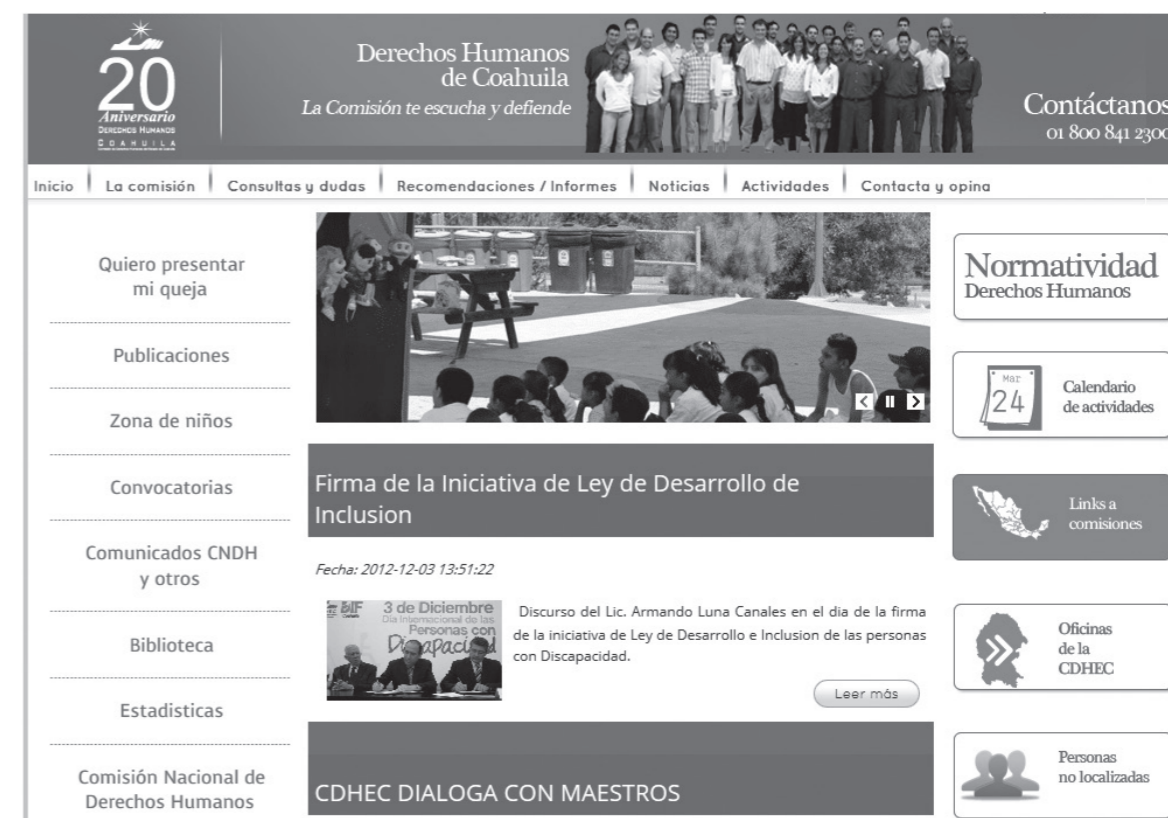 20
Aniversario
DERECHOS HUMANOS
COAHUILA
Derechos Humanos
de Coahuila
La Comisión te escucha y defiende
Contáctanos
01 800 841 2300
Inicio La comisión Consultas y dudas Recomendaciones / Informes Noticias Actividades Contacta y opina
Quiero presentar
mi queja
Publicaciones
Zona de niños
Convocatorias
Comunicados CNDH
y otros
Biblioteca
Estadisticas
Comisión Nacional de
Derechos Humanos
Firma de la Iniciativa de Ley de Desarrollo de
Inclusion
Fecha: 2012-12-03 13:51:22
DIF
3 de Diciembre
Día Internacional de las
Personas con
Discurso del Lic. Armando Luna Canales en el dia de la firma
de la iniciativa de Ley de Desarrollo e Inclusion de las personas
con Discapacidad.
Leer más
CDHEC DIALOGA CON MAESTROS
Normatividad
Derechos Humanos
Mar
24
Calendario
de actividades
Links a
comisiones
Oficinas
de la
CDHEC
Personas
no localizadas